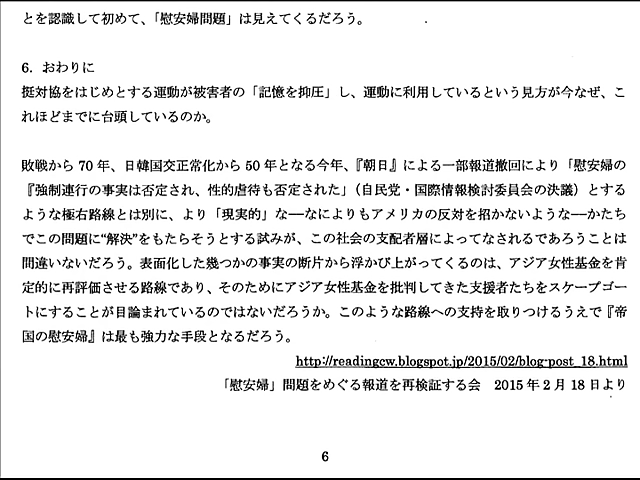 とを認識して初めて、「慰安婦問題」は見えてくるだろう。
6. おわりに
挺対協をはじめとする運動が被害者の「記憶を抑圧」し、運動に利用しているという見方が今なぜ、こ
れほどまでに台頭しているのか。
敗戦から 70 年、日韓国交正常化から 50 年となる今年、『朝日』による一部報道撤回により「慰安婦の
『強制連行の事実は否定され、性的虐待も否定された」（自民党・国際情報検討委員会の決議）とする
ような極右路線とは別に、より「現実的」な──なによりもアメリカの反対を招かないような──かたち
でこの問題に“解決”をもたらそうとする試みが、この社会の支配者層によってなされるであろうことは
間違いないだろう。表面化した幾つかの事実の断片から浮かび上がってくるのは、アジア女性基金を肯
定的に再評価させる路線であり、そのためにアジア女性基金を批判してきた支援者たちをスケープゴー
トにすることが目論まれているのではないだろうか。このような路線への支持を取りつけるうえで『帝
国の慰安婦』は最も強力な手段となるだろう。
http://readingcw.blogspot.jp/2015/02/blog-post_18.html
「慰安婦」問題をめぐる報道を再検証する会　2015 年 2 月 18 日より
6